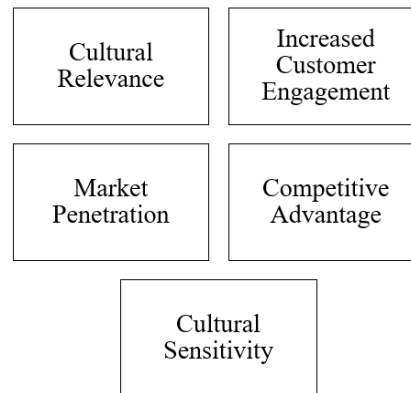 Cultural
Relevance
Increased
Customer
Engagement
Market
Penetration
Competitive
Advantage
Cultural
Sensitivity